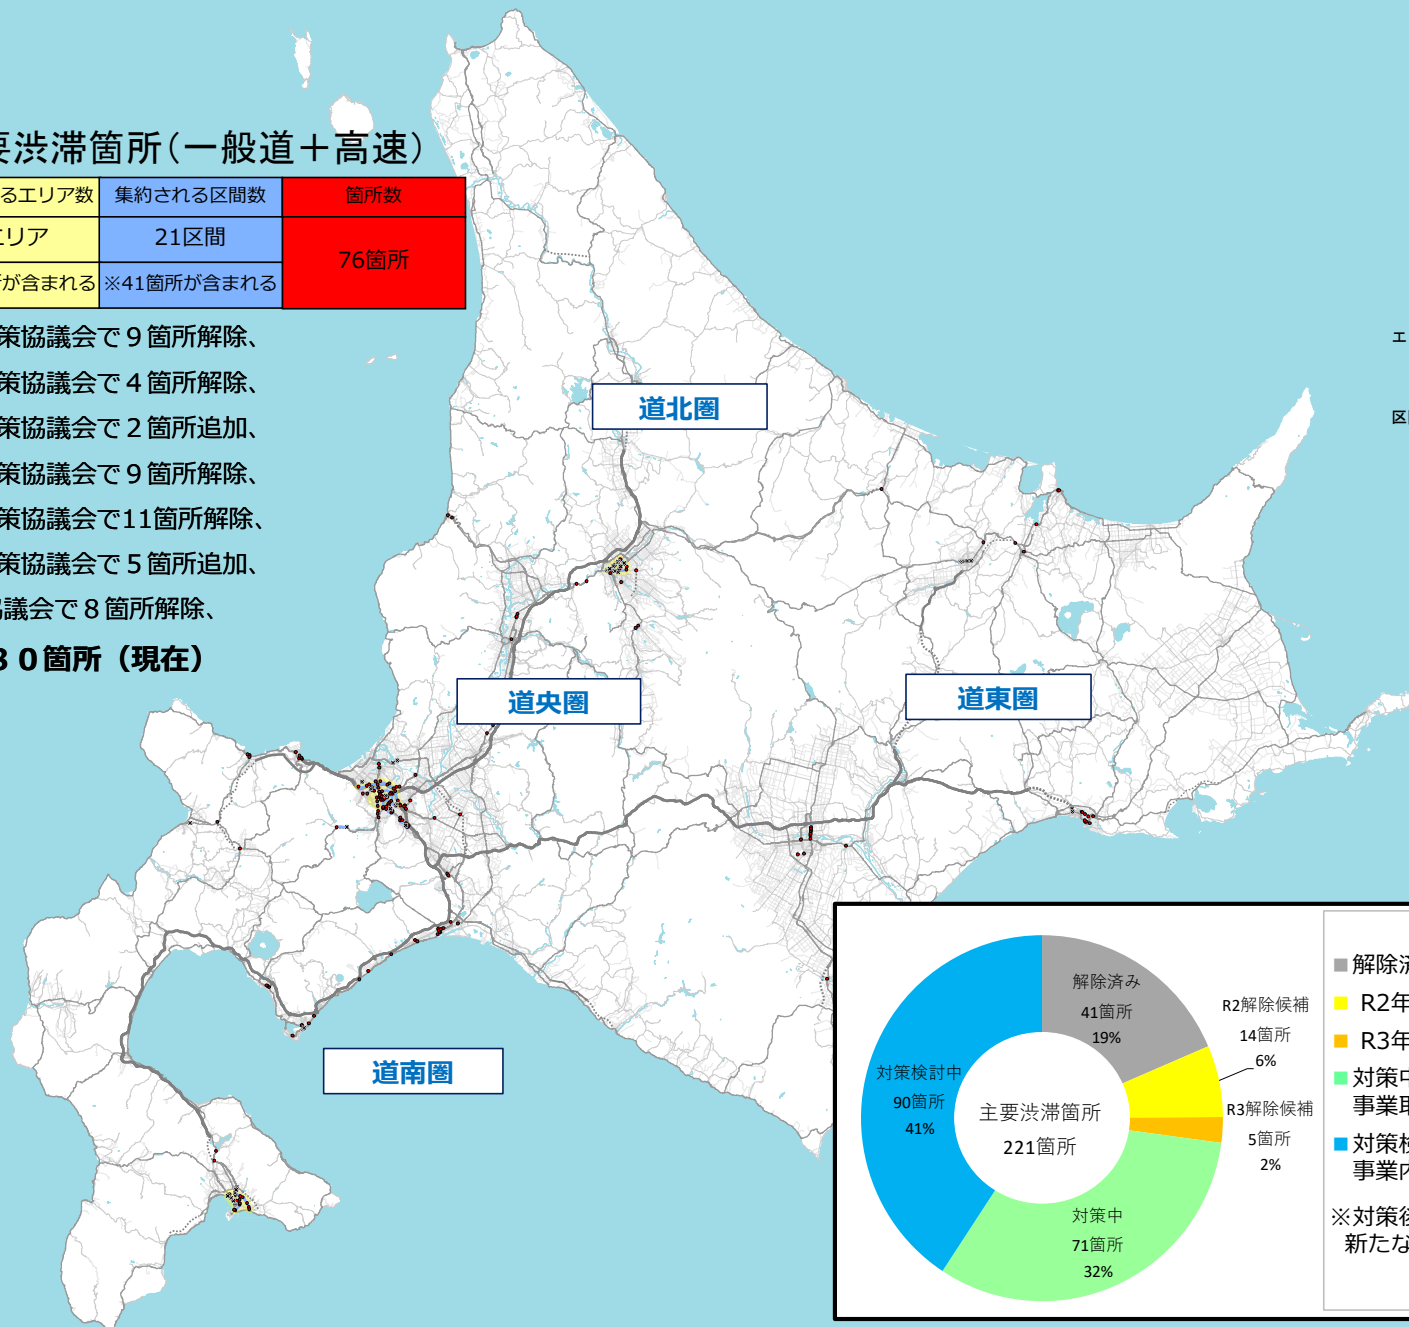 要渋滞箇所(一般道＋高速)
るエリア数 集約される区間数 箇所数
エリア 21区間 76箇所
所が含まれる ※41箇所が含まれる
策協議会で９箇所解除、
策協議会で４箇所解除、
策協議会で２箇所追加、
策協議会で９箇所解除、
策協議会で11箇所解除、
策協議会で５箇所追加、
協議会で８箇所解除、
３０箇所（現在）
エ
区間
道北圏
道央圏
道東圏
道南圏
解除済み
41箇所
19%
R2解除候補
14箇所
6%
R3解除候補
5箇所
2%
対策中
71箇所
32%
対策検討中
90箇所
41%
主要渋滞箇所
221箇所
解除済
R2年
R3年
対策中
事業取
対策検
事業内
※対策後
新たな